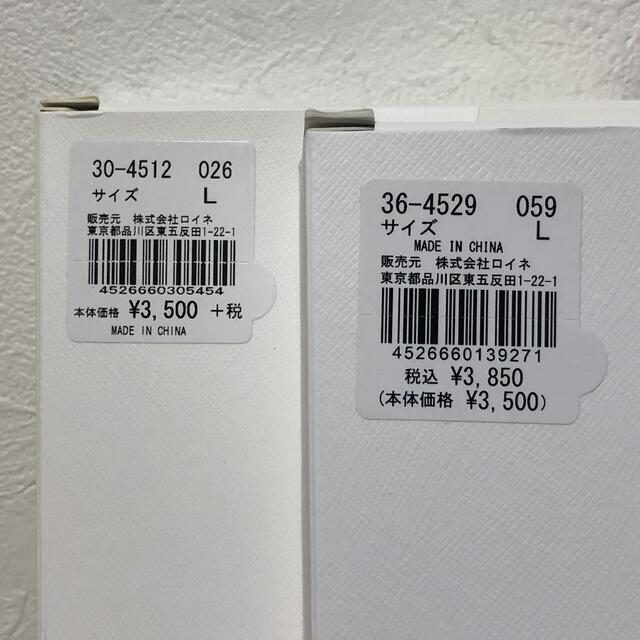 30-4512 026
サイズ L
販売元 株式会社ロイネ
東京都品川区東五反田1-22-1
4526660305454
本体価格 ¥3,500 +税
MADE IN CHINA
36-4529 059
サイズ L
MADE IN CHINA
販売元 株式会社ロイネ
東京都品川区東五反田1-22-1
4526660139271
税込 ¥3,850
(本体価格 ¥3,500)